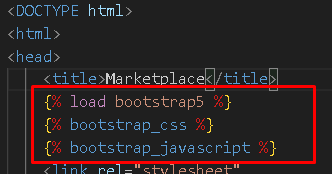 <DOCTYPE html>
<html>
<head>
<title>Marketplace</title>
{% load bootstrap5 %}
{% bootstrap_css %}
{% bootstrap_javascript %}
<link rel="stylesheet"